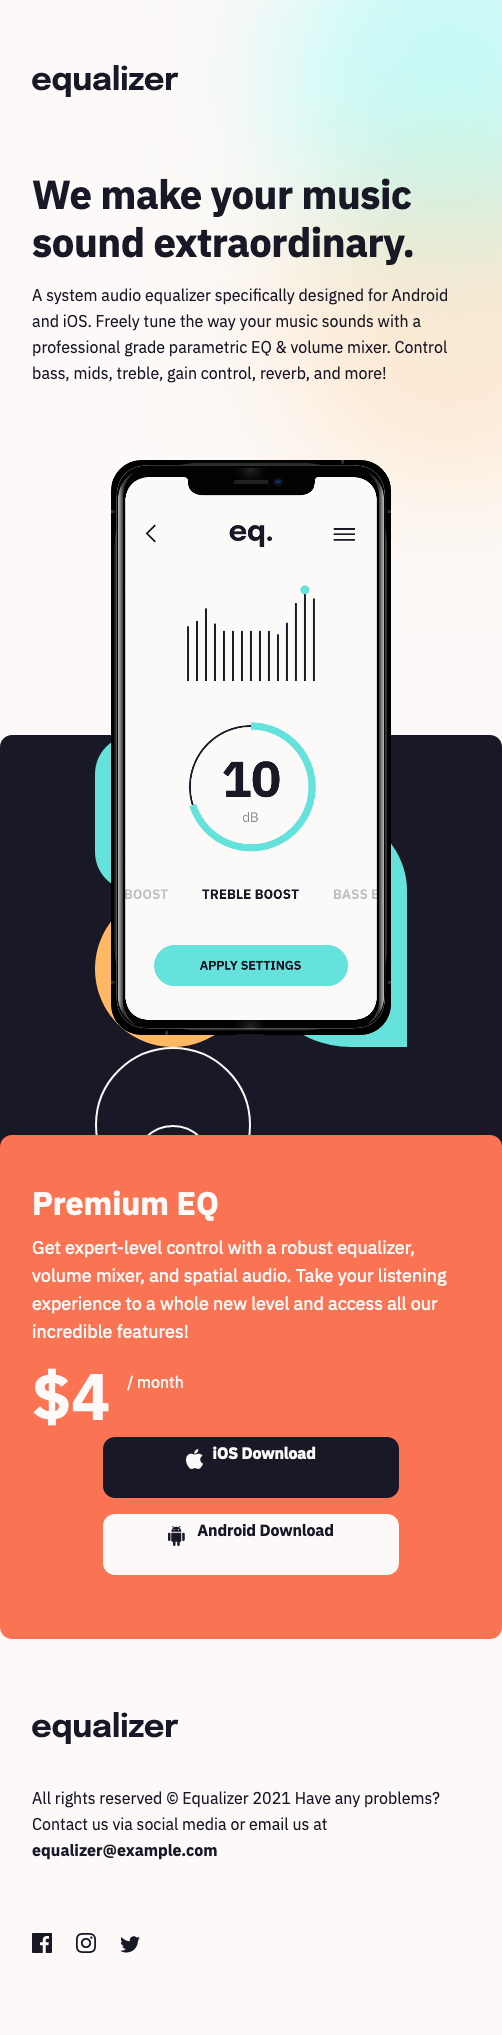 equalizer
We make your music
sound extraordinary.
A system audio equalizer specifically designed for Android
and iOS. Freely tune the way your music sounds with a
professional grade parametric EQ & volume mixer. Control
bass, mids, treble, gain control, reverb, and more!
eq.
10
dB
BOOST TREBLE BOOST BASS
APPLY SETTINGS
Premium EQ
Get expert-level control with a robust equalizer,
volume mixer, and spatial audio. Take your listening
experience to a whole new level and access all our
incredible features!
$4 / month
iOS Download
Android Download
equalizer
All rights reserved © Equalizer 2021 Have any problems?
Contact us via social media or email us at
equalizer@example.com